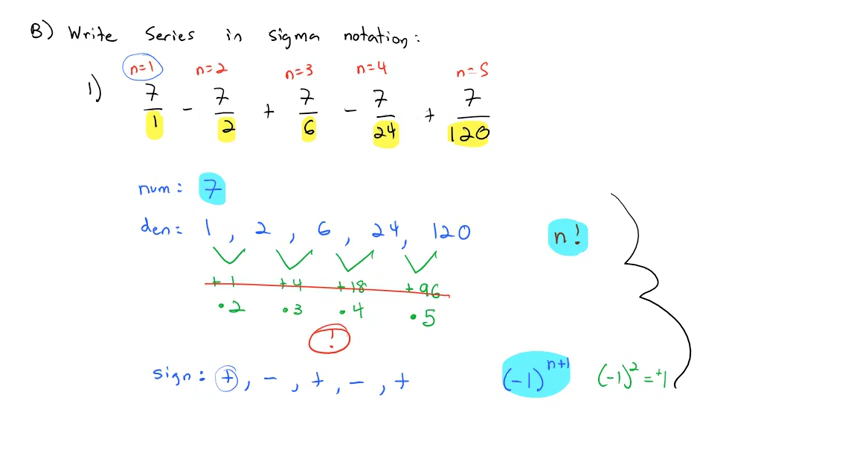 B) Write Series in sigma notation:
n=1 n=2 n=3 n=4 n=5
1) 7/1 - 7/2 + 7/6 - 7/24 + 7/120
num: 7
den: 1, 2, 6, 24, 120 n!
+1 +4 +18 +96
·2 ·3 ·4 ·5
!
sign: +, -, +, -, + (-1)^{n+1} (-1)^2 = +1